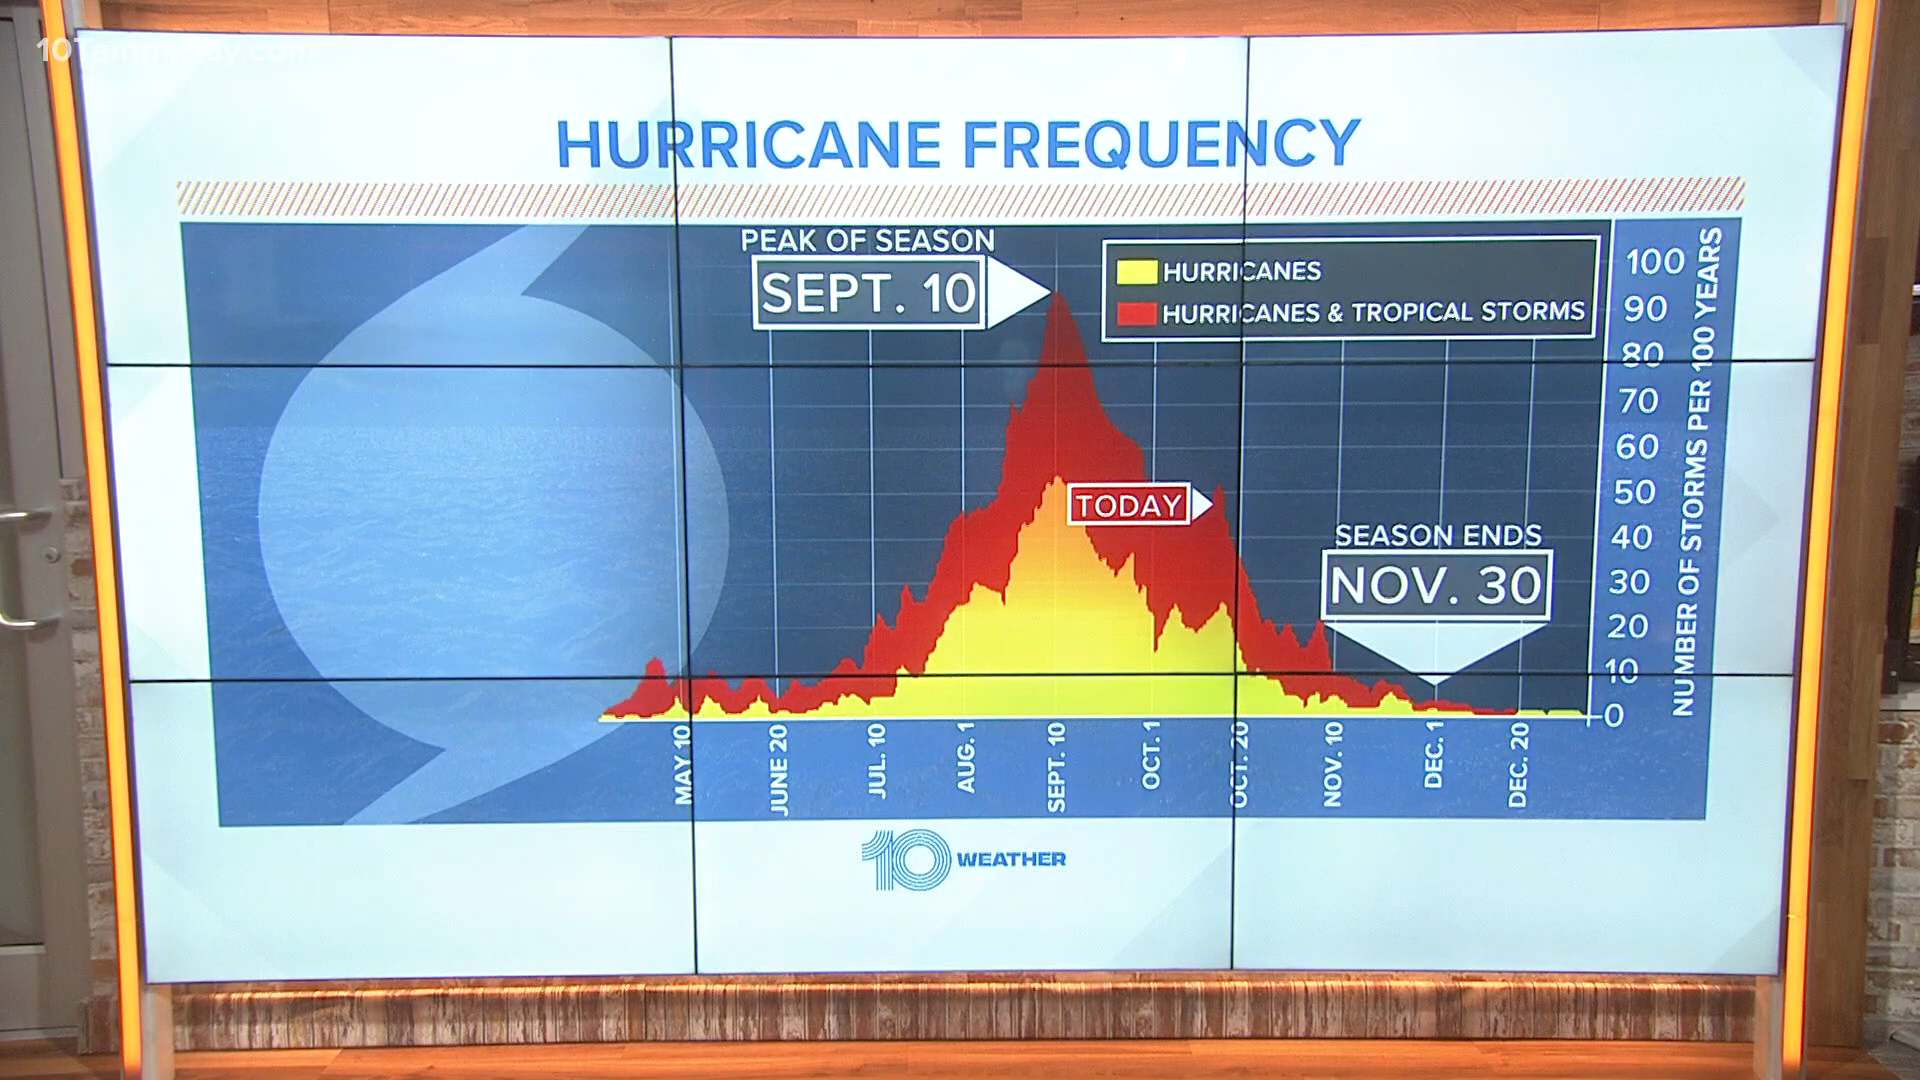 10TampaBay.com
HURRICANE FREQUENCY
PEAK OF SEASON
SEPT. 10
HURRICANES
HURRICANES & TROPICAL STORMS
TODAY
SEASON ENDS
NOV. 30
100
90
80
70
60
50
40
30
20
10
0
NUMBER OF STORMS PER 100 YEARS
MAY 10
JUNE 20
JUL. 10
AUG. 1
SEPT. 10
OCT. 1
OCT. 20
NOV. 10
DEC. 1
DEC. 20
10 WEATHER